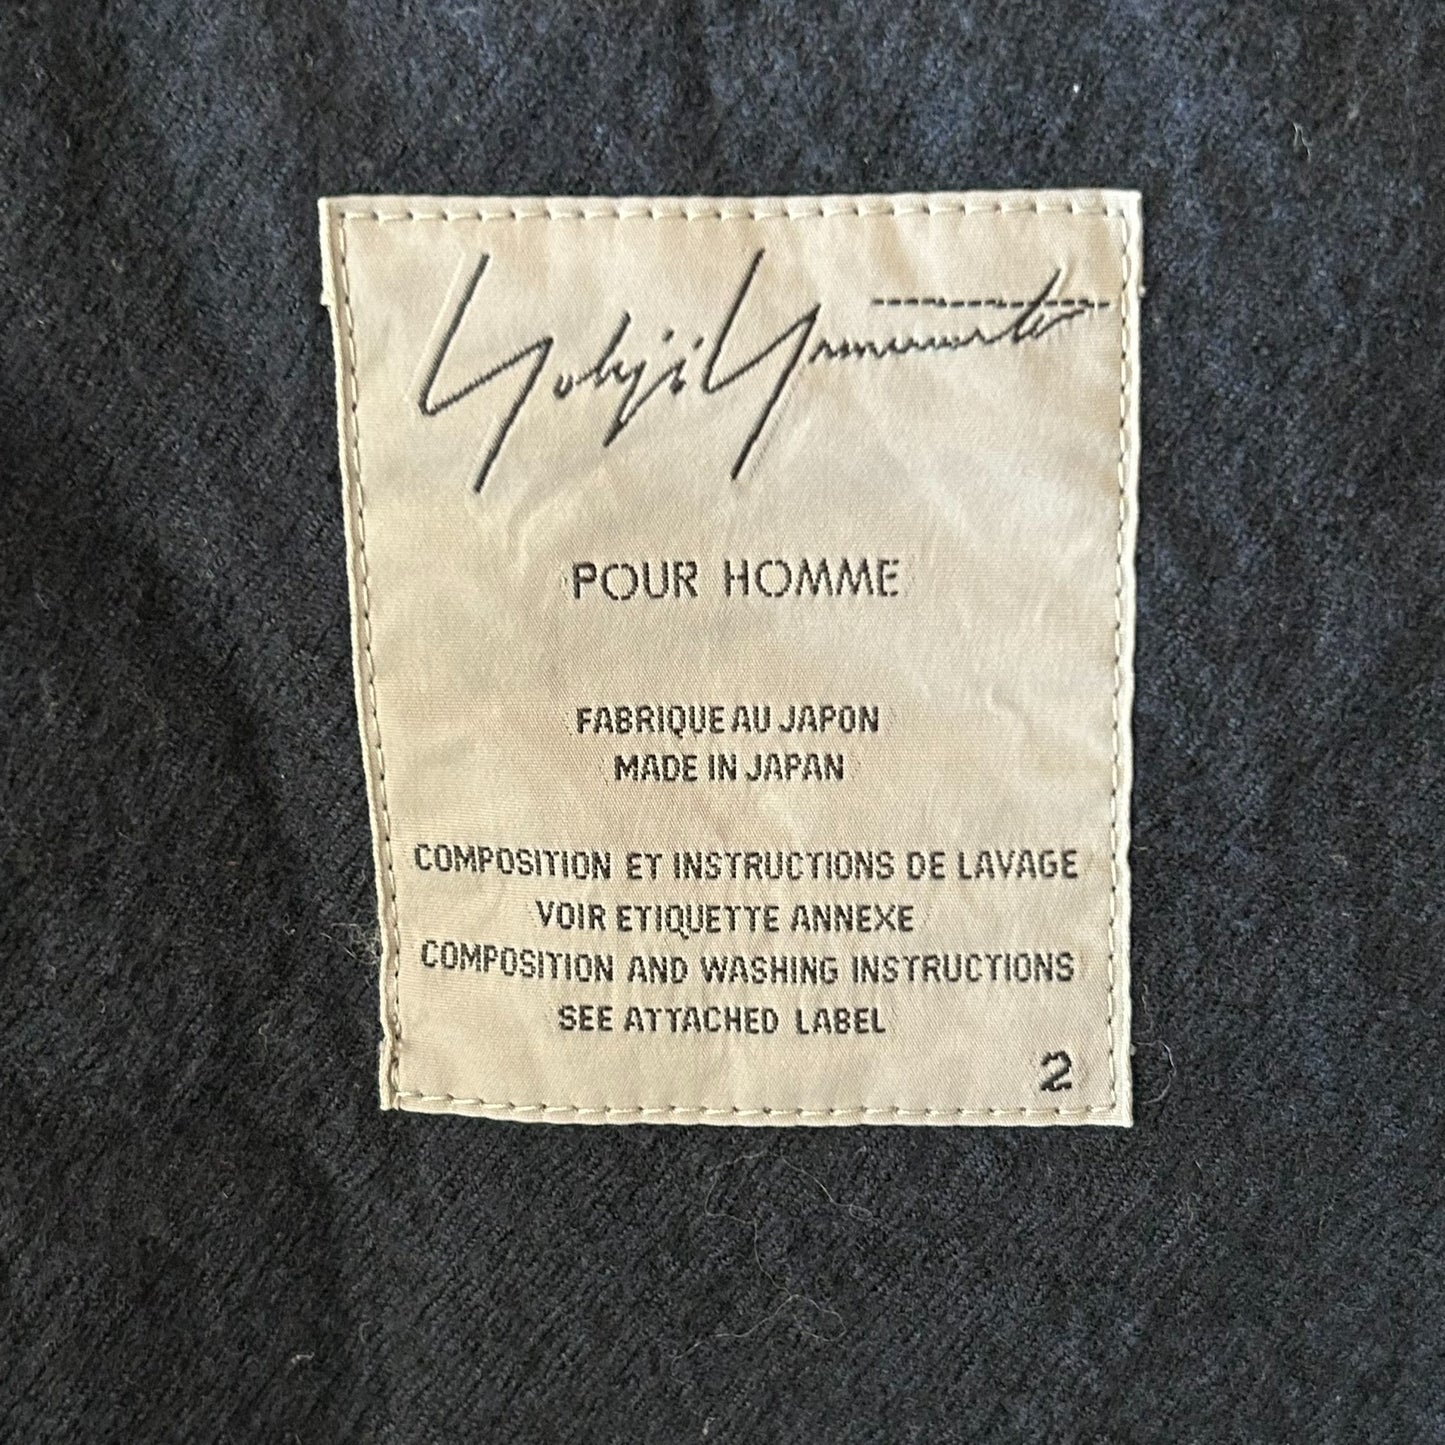 Yohji Yamamoto
POUR HOMME
FABRIQUE AU JAPON
MADE IN JAPAN
COMPOSITION ET INSTRUCTIONS DE LAVAGE
VOIR ETIQUETTE ANNEXE
COMPOSITION AND WASHING INSTRUCTIONS
SEE ATTACHED LABEL
2